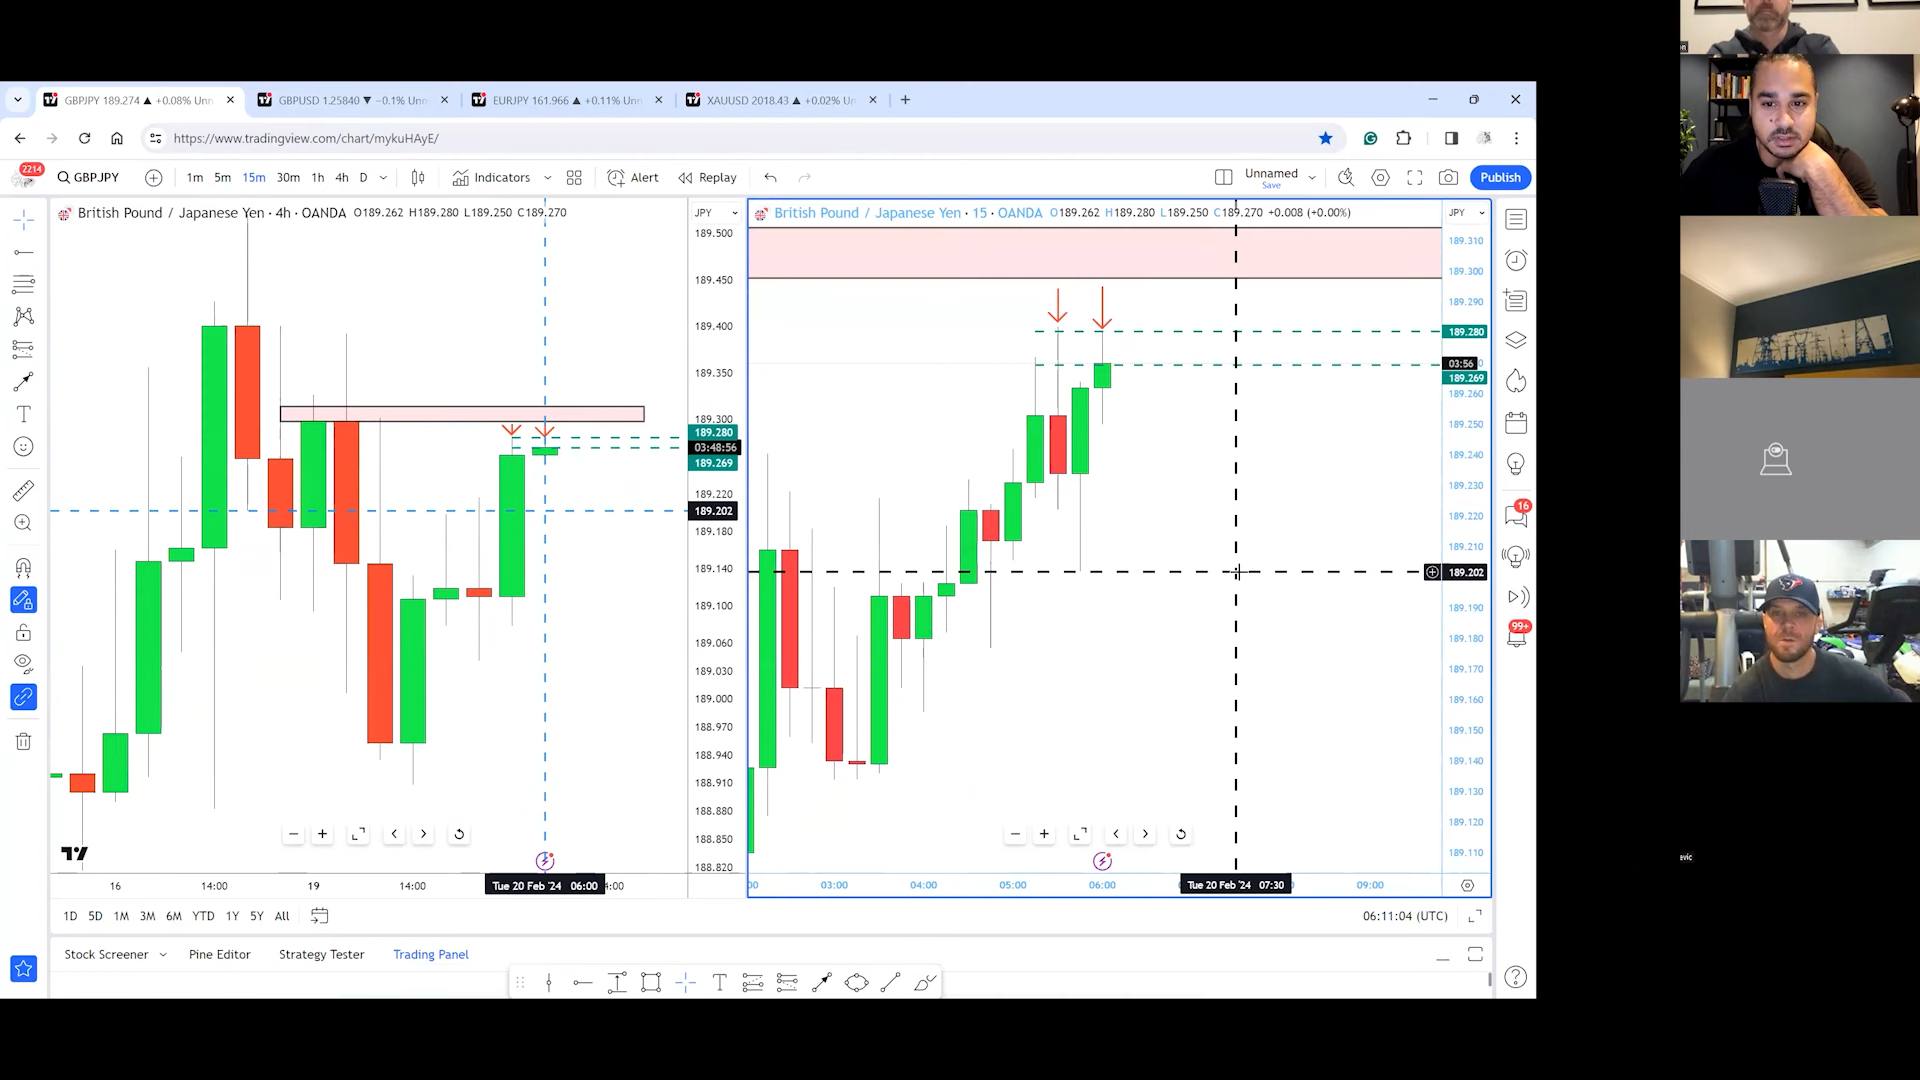 GBPJPY 189.274 ▲ +0.08% Unn
GBPUSD 1.25840 ▼ −0.1% Unn
EURJPY 161.966 ▲ +0.11% Unn
XAUUSD 2018.43 ▲ +0.02% Un
https://www.tradingview.com/chart/mykuHAyE/
2214
GBPJPY
1m 5m 15m 30m 1h 4h D
Indicators
Alert
Replay
Unnamed
Save
Publish
British Pound / Japanese Yen · 4h · OANDA O189.262 H189.280 L189.250 C189.270
JPY
189.500
189.450
189.400
189.350
189.300
189.280
03:48:56
189.269
189.220
189.202
189.180
189.140
189.100
189.060
189.030
189.000
188.970
188.940
188.910
188.880
188.850
188.820
16 14:00 19 14:00 Tue 20 Feb '24 06:00 4:00
British Pound / Japanese Yen · 15 · OANDA O189.262 H189.280 L189.250 C189.270 +0.008 (+0.00%)
JPY
189.310
189.300
189.290
189.280
03:56
189.269
189.260
189.250
189.240
189.230
189.220
189.210
189.202
189.190
189.180
189.170
189.160
189.150
189.140
189.130
189.120
189.110
00 03:00 04:00 05:00 06:00 Tue 20 Feb '24 07:30 09:00
16
99+
1D 5D 1M 3M 6M YTD 1Y 5Y All
06:11:04 (UTC)
Stock Screener
Pine Editor
Strategy Tester
Trading Panel
evic